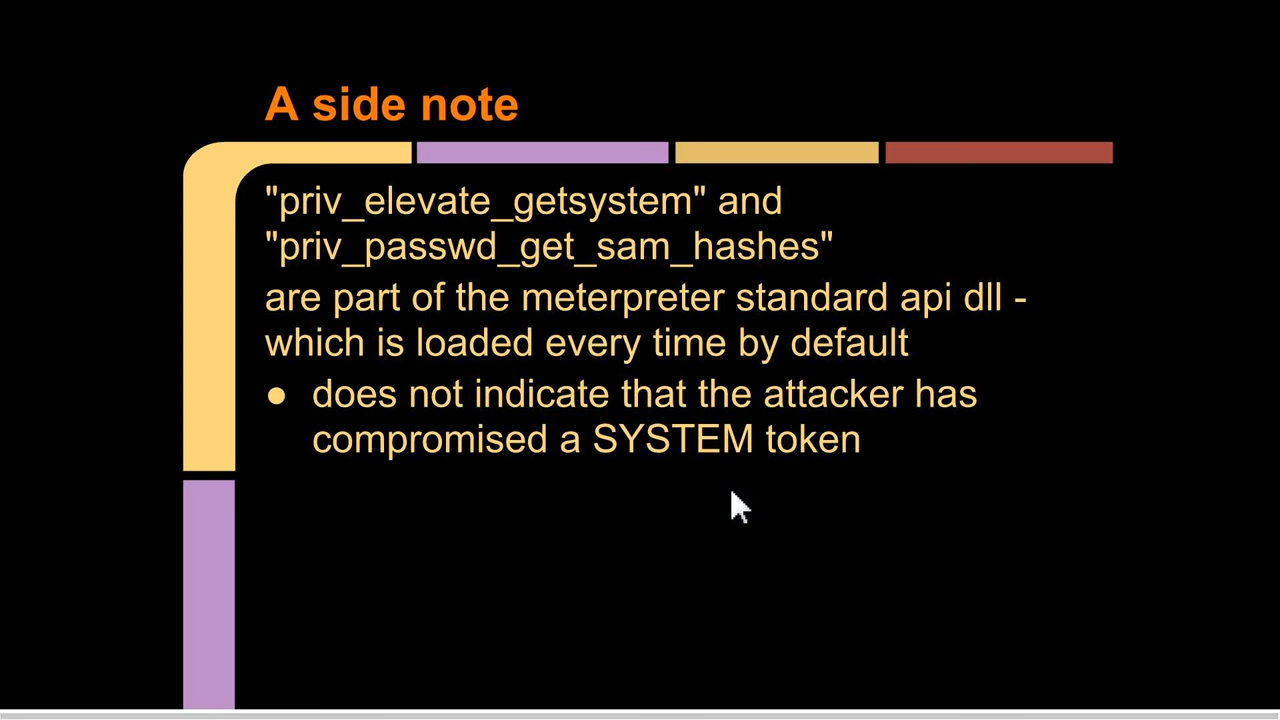 A side note
"priv_elevate_getsystem" and
"priv_passwd_get_sam_hashes"
are part of the meterpreter standard api dll -
which is loaded every time by default
● does not indicate that the attacker has
compromised a SYSTEM token